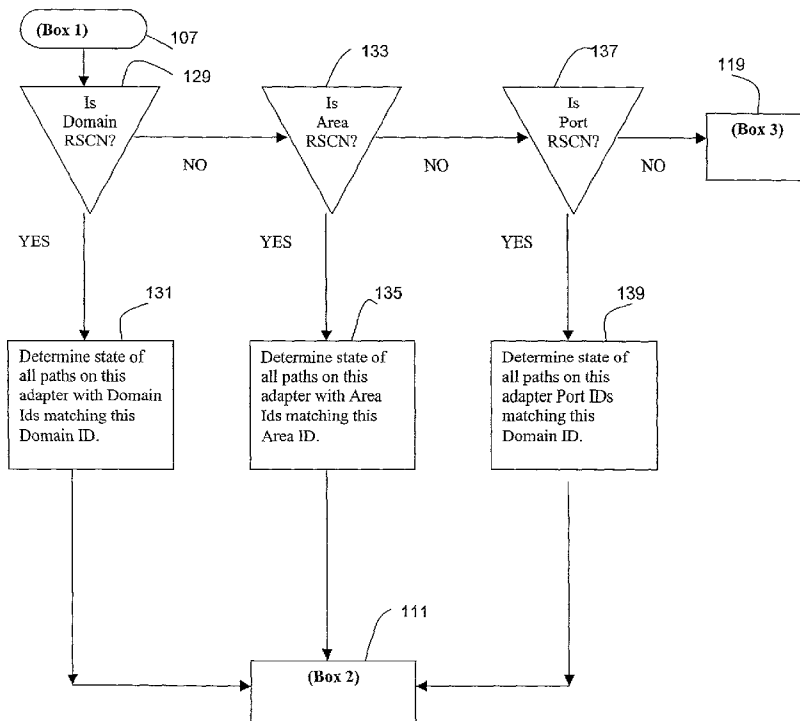 (Box 1)
107
129
133
137
119
Is
Domain
RSCN?
Is
Area
RSCN?
Is
Port
RSCN?
(Box 3)
NO
NO
NO
YES
YES
YES
131
135
139
Determine state of
all paths on this
adapter with Domain
Ids matching this
Domain ID.
Determine state of
all paths on this
adapter with Area
Ids matching this
Area ID.
Determine state of
all paths on this
adapter Port IDs
matching this
Domain ID.
111
(Box 2)